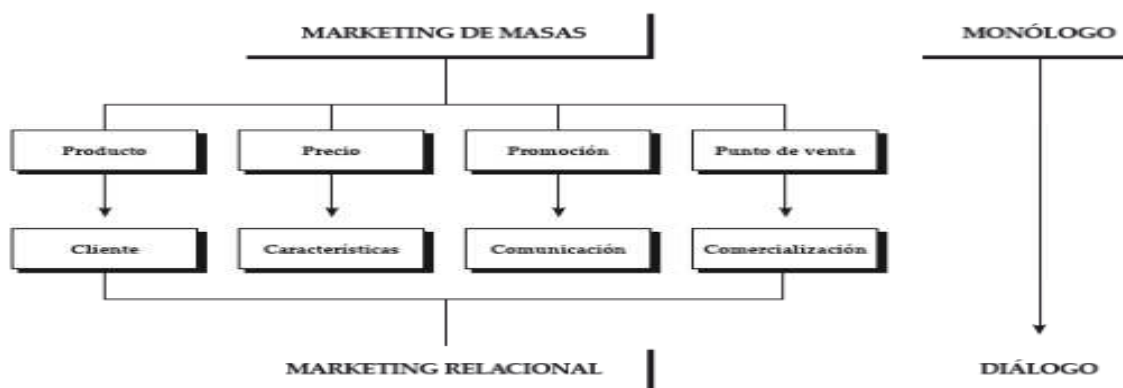 MARKETING DE MASAS MONÓLOGO
Producto Precio Promoción Punto de venta
Cliente Características Comunicación Comercialización
MARKETING RELACIONAL DIÁLOGO